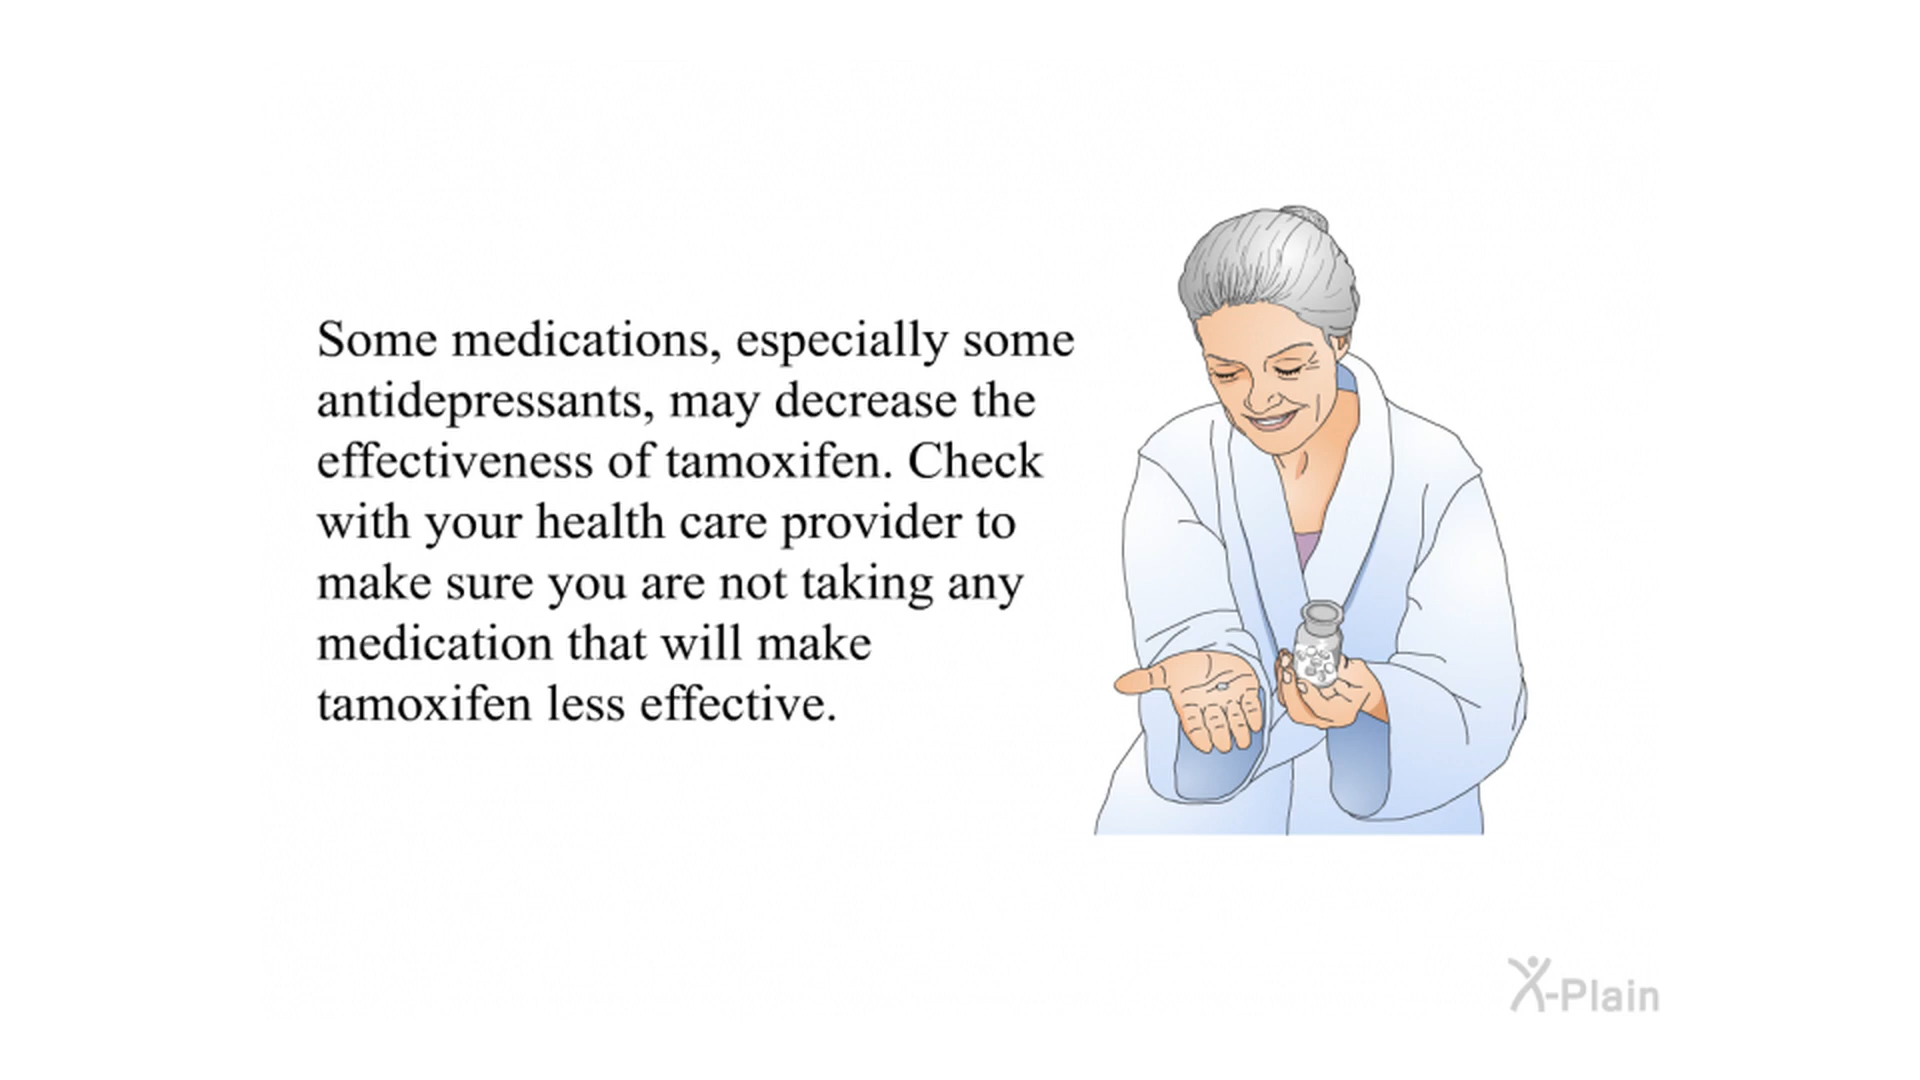 Some medications, especially some
antidepressants, may decrease the
effectiveness of tamoxifen. Check
with your health care provider to
make sure you are not taking any
medication that will make
tamoxifen less effective.
X-Plain